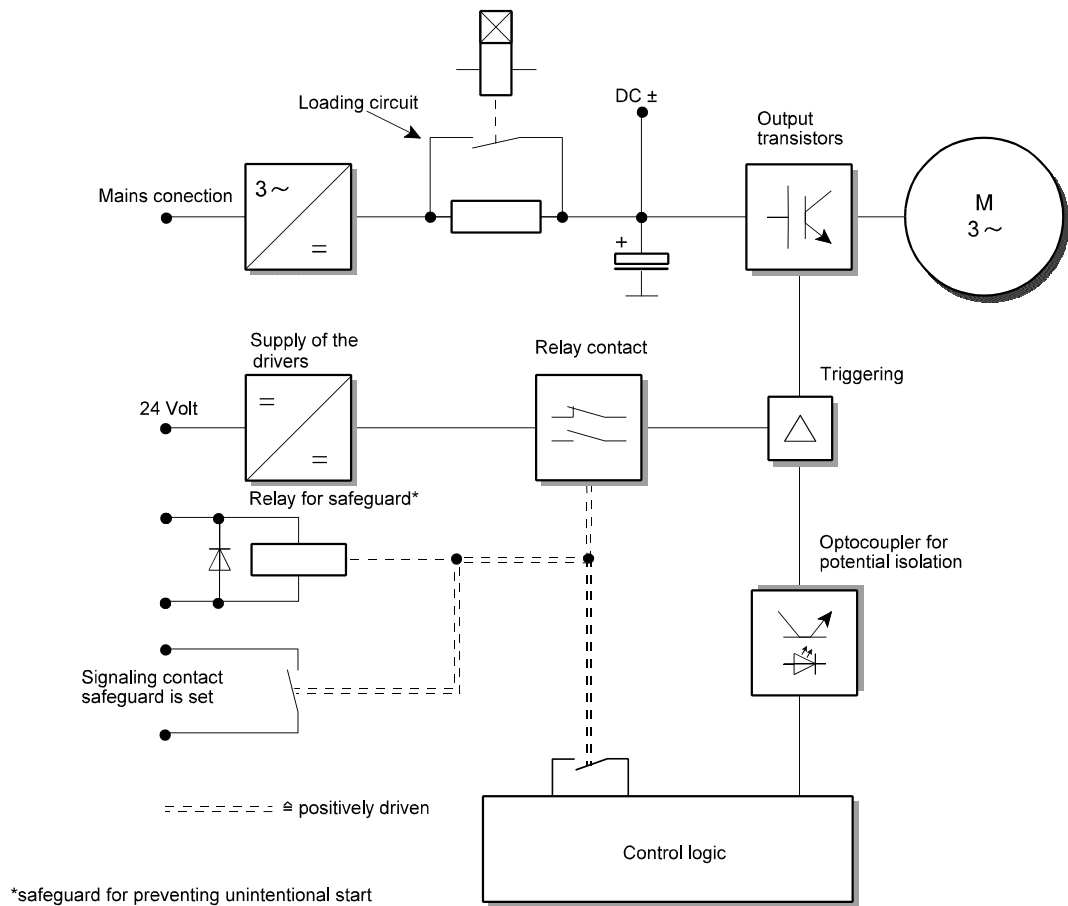 Loading circuit
DC ±
Output
transistors
Mains conection
3~
=
+
M
3~
Supply of the
drivers
Relay contact
Triggering
24 Volt
=
=
Relay for safeguard*
Optocoupler for
potential isolation
Signaling contact
safeguard is set
≙ positively driven
Control logic
*safeguard for preventing unintentional start